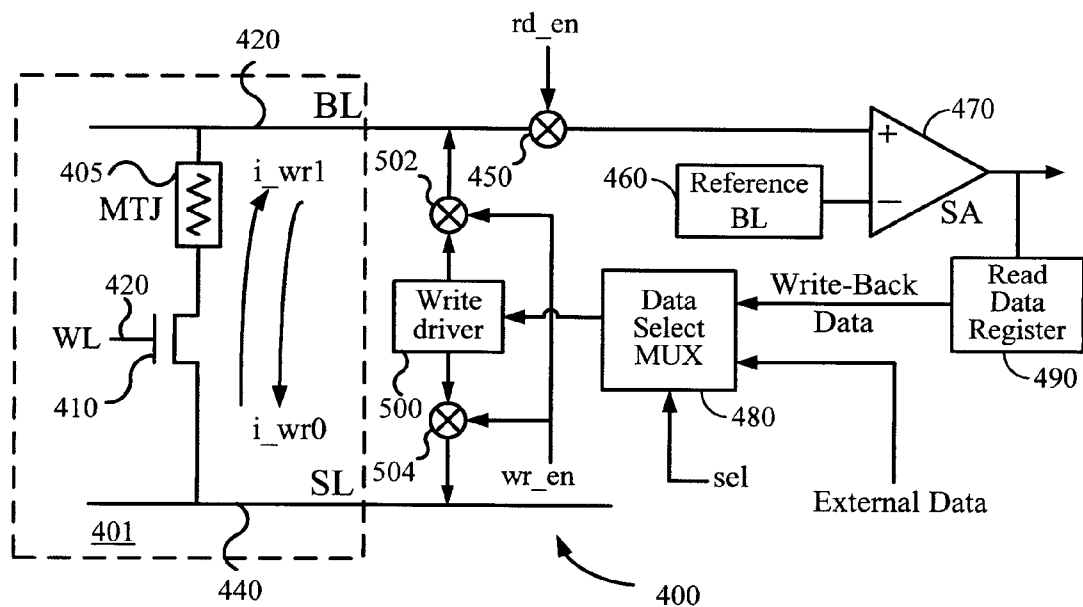 rd_en
420
BL
405
MTJ
i_wr1
502
450
460
Reference
BL
+
−
470
SA
420
WL
410
Write
driver
500
Data
Select
MUX
480
Write-Back
Data
Read
Data
Register
490
i_wr0
504
wr_en
sel
External Data
SL
401
440
400